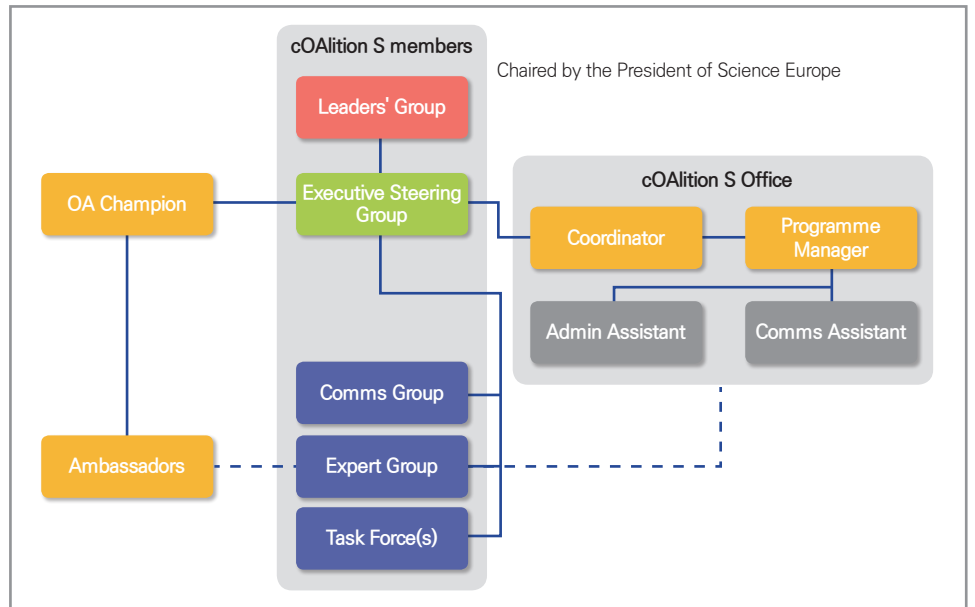 cOAlition S members
Chaired by the President of Science Europe
Leaders' Group
cOAlition S Office
OA Champion
Executive Steering
Group
Coordinator
Programme
Manager
Admin Assistant
Comms Assistant
Comms Group
Ambassadors
Expert Group
Task Force(s)